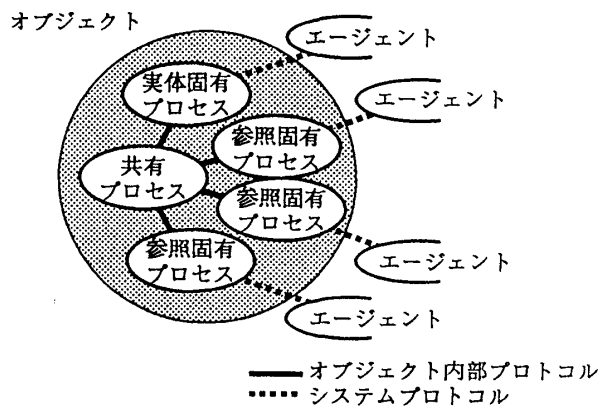 オブジェクト
エージェント
実体固有
プロセス
エージェント
参照固有
プロセス
共有
プロセス
参照固有
プロセス
参照固有
プロセス
エージェント
エージェント
オブジェクト内部プロトコル
システムプロトコル